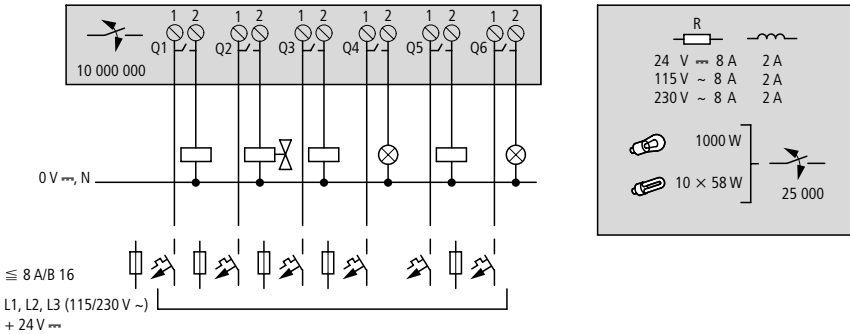 1 2 1 2 1 2 1 2 1 2 1 2
Q1 Q2 Q3 Q4 Q5 Q6
10 000 000
0 V ⎓, N
≦ 8 A/B 16
L1, L2, L3 (115/230 V ~)
+ 24 V ⎓
R
24 V ⎓ 8 A 2 A
115 V ~ 8 A 2 A
230 V ~ 8 A 2 A
1000 W
10 × 58 W
25 000